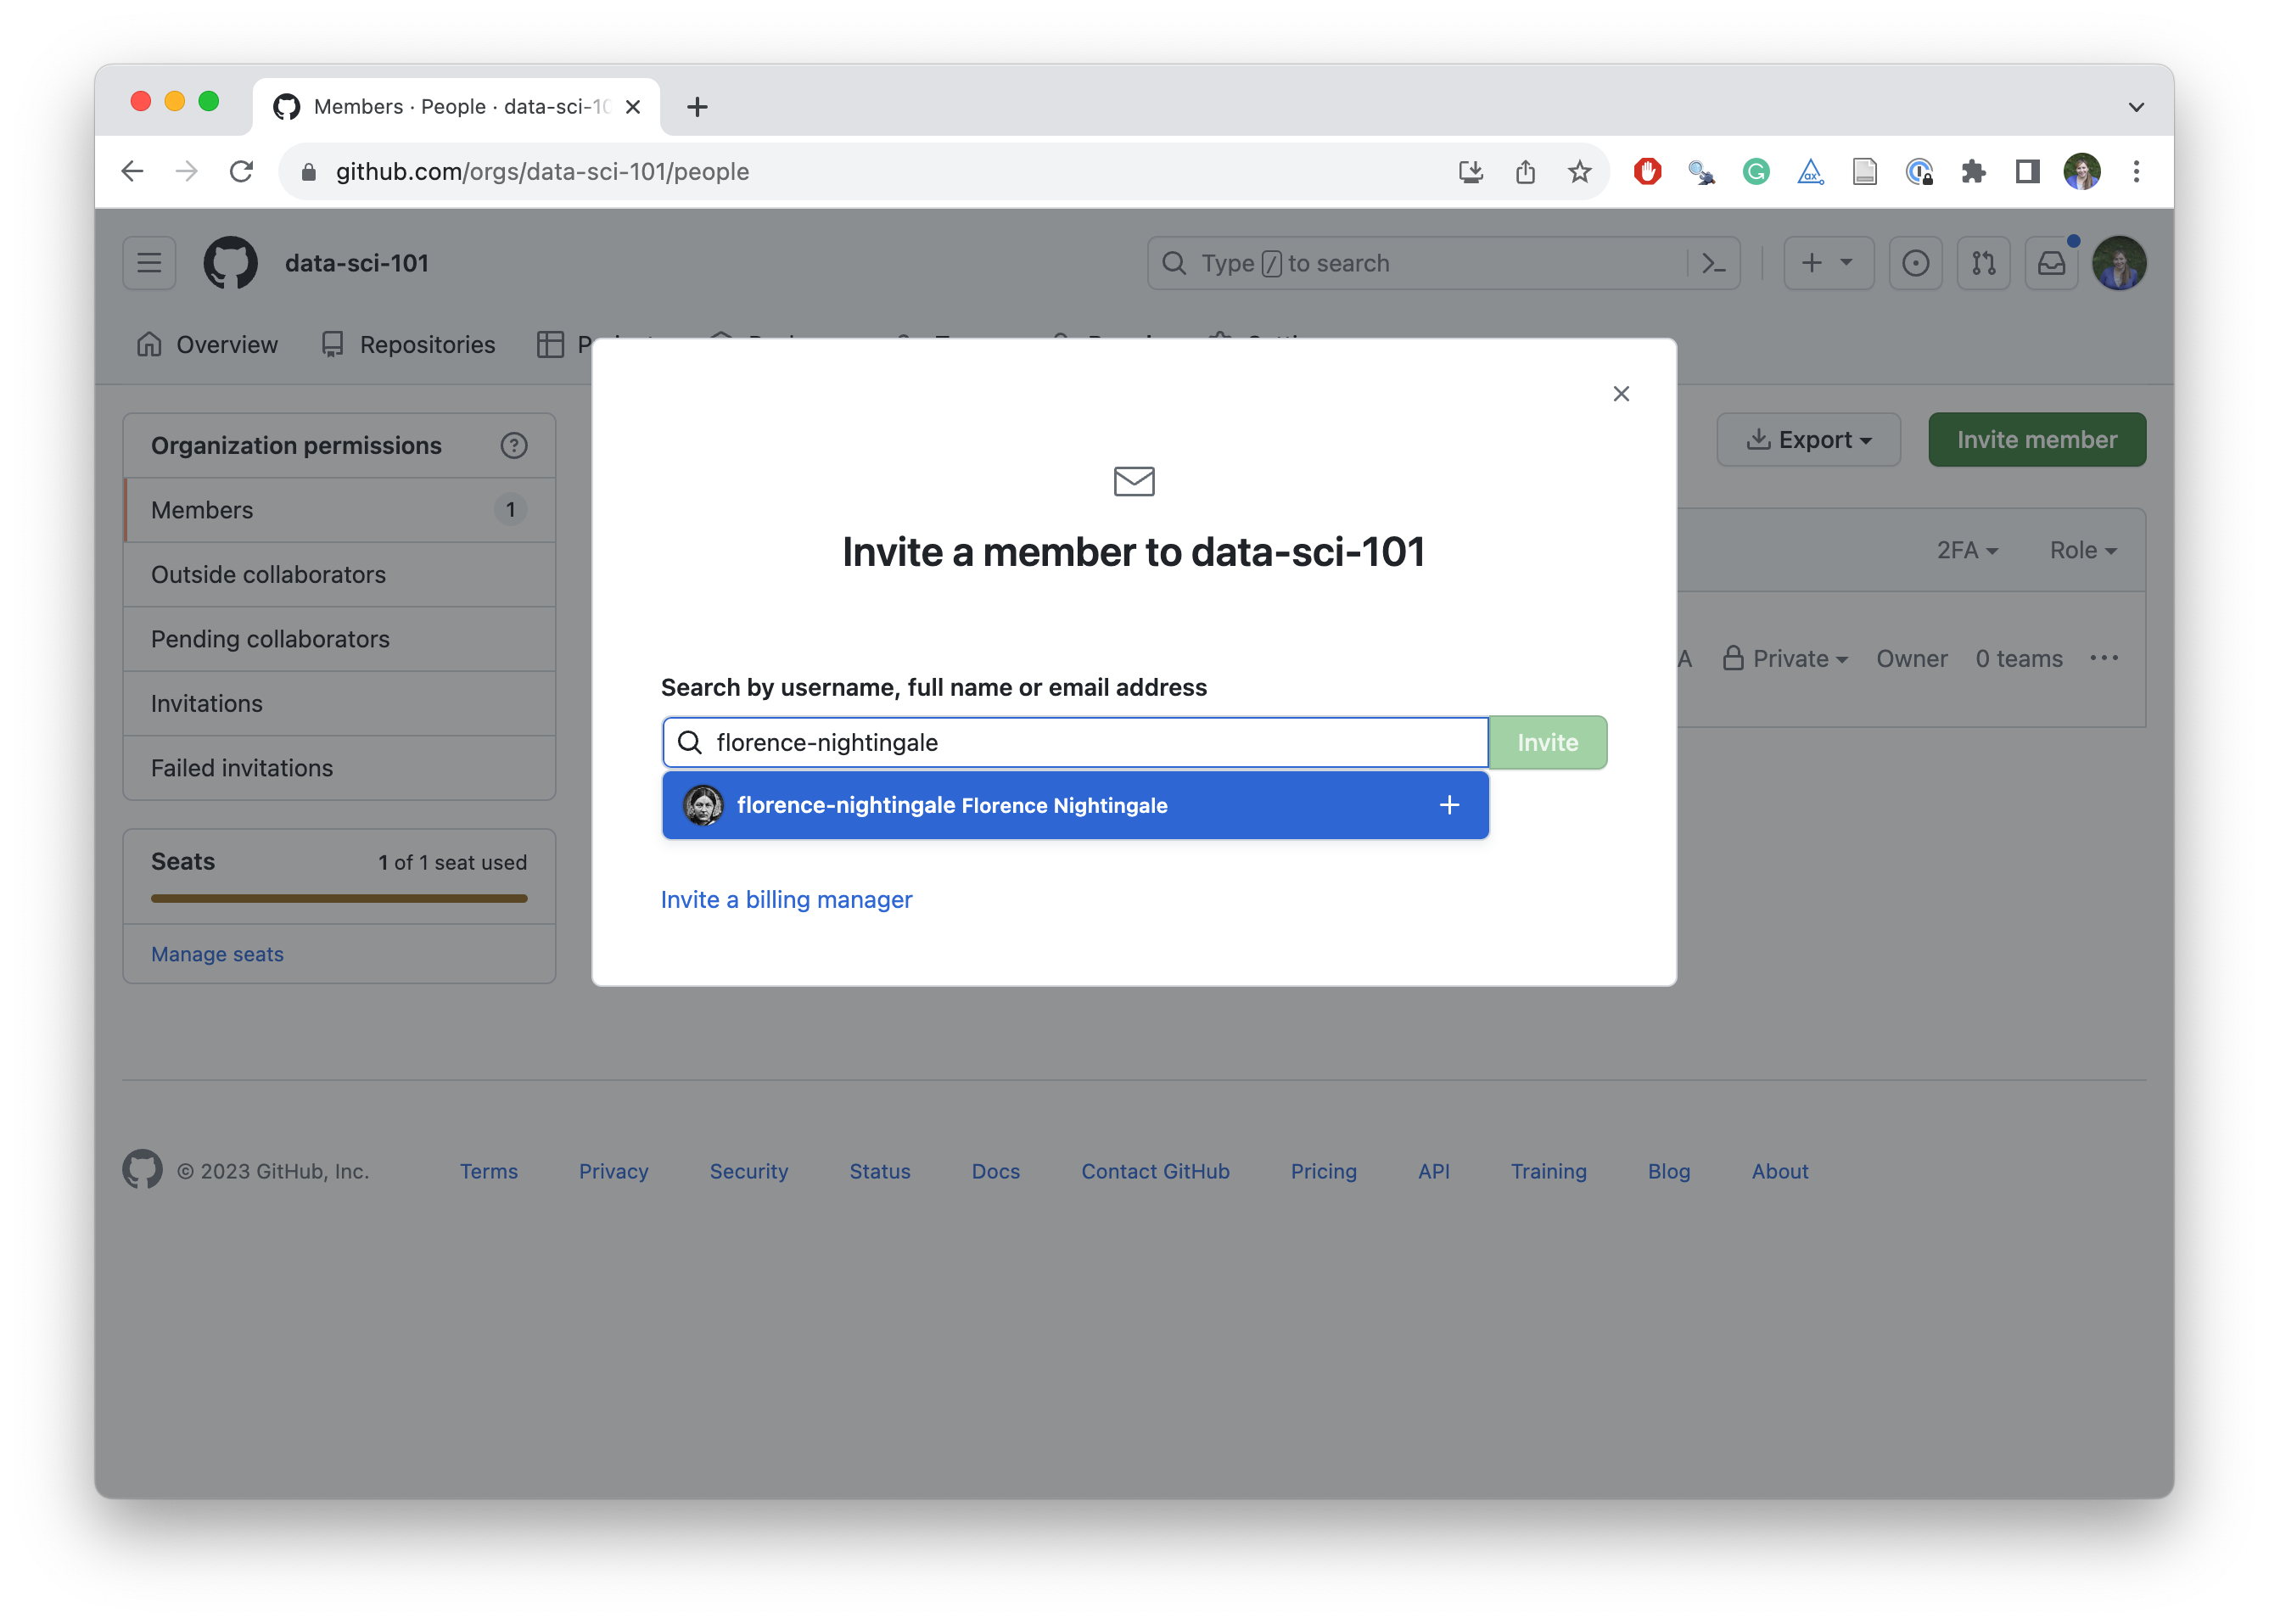 Members · People · data-sci-10
github.com/orgs/data-sci-101/people
data-sci-101
Type / to search
Overview
Repositories
Organization permissions
Export
Invite member
Members 1
2FA
Role
Outside collaborators
Pending collaborators
Private
Owner
0 teams
Invitations
Failed invitations
Seats
1 of 1 seat used
Manage seats
Invite a member to data-sci-101
Search by username, full name or email address
florence-nightingale
Invite
florence-nightingale Florence Nightingale
Invite a billing manager
© 2023 GitHub, Inc.
Terms
Privacy
Security
Status
Docs
Contact GitHub
Pricing
API
Training
Blog
About